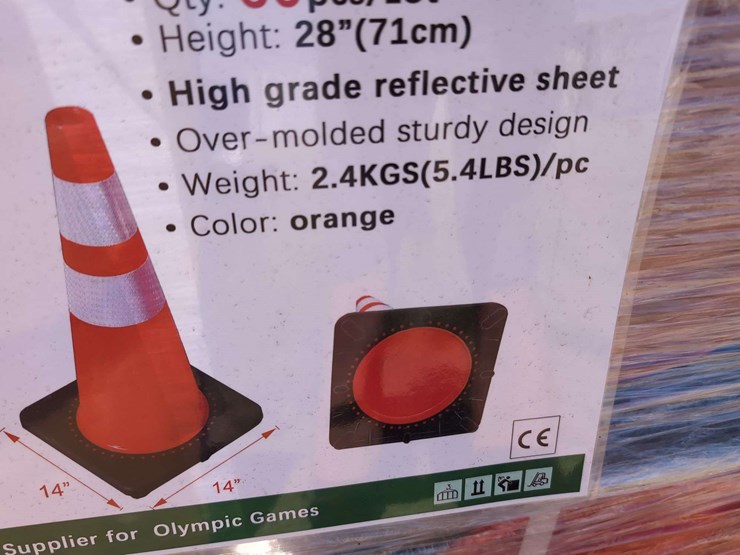 • Qty:
• Height: 28”(71cm)
• High grade reflective sheet
• Over-molded sturdy design
• Weight: 2.4KGS(5.4LBS)/pc
• Color: orange
CE
14” 14”
Supplier for Olympic Games